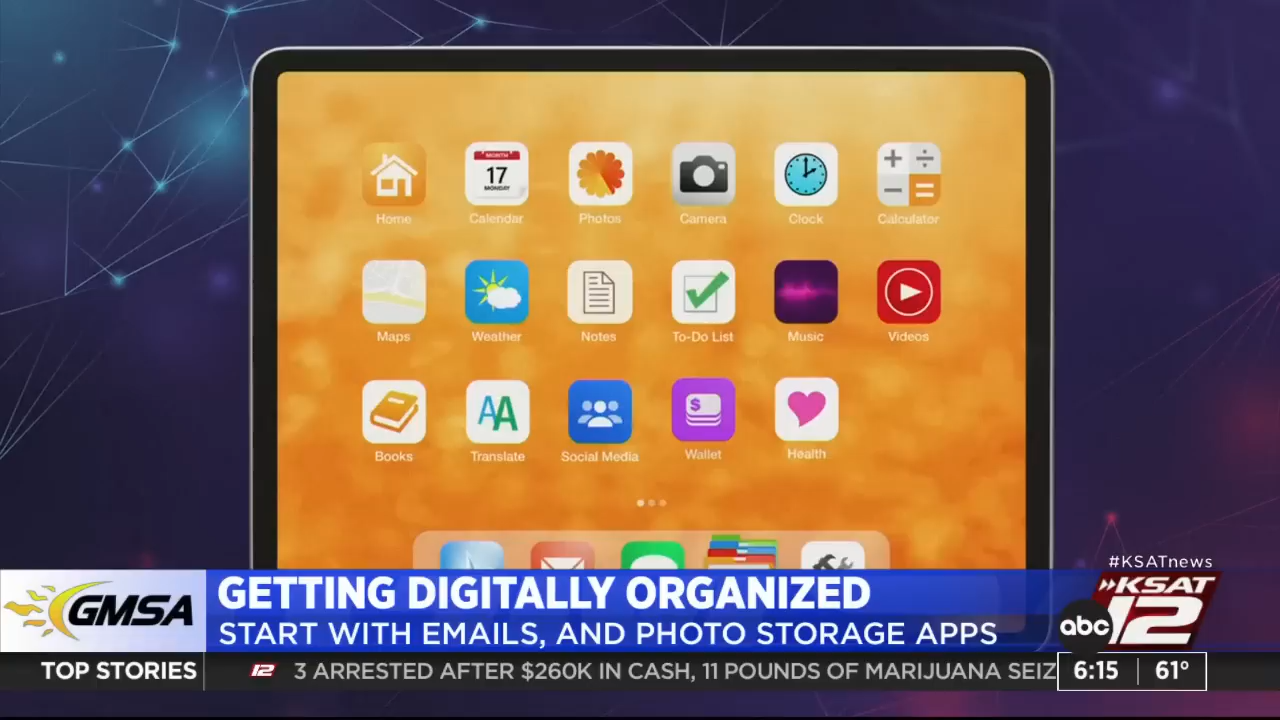 MONTH
17
MONDAY
Home
Calendar
Photos
Camera
Clock
Calculator
Maps
Weather
Notes
To-Do List
Music
Videos
AA
$
Books
Translate
Social Media
Wallet
Health
#KSATnews
GMSA
GETTING DIGITALLY ORGANIZED
START WITH EMAILS, AND PHOTO STORAGE APPS
abc
KSAT
12
TOP STORIES
12 3 ARRESTED AFTER $260K IN CASH, 11 POUNDS OF MARIJUANA SEIZ
6:15
61°